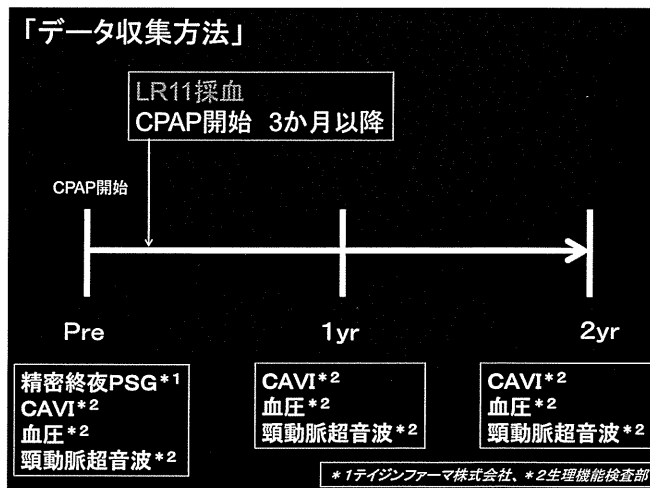 「データ収集方法」
LR11採血
CPAP開始 3か月以降
CPAP開始
Pre
1yr
2yr
精密終夜PSG*1
CAVI*2
血圧*2
頸動脈超音波*2
CAVI*2
血圧*2
頸動脈超音波*2
CAVI*2
血圧*2
頸動脈超音波*2
*1テイジンファーマ株式会社、*2生理機能検査部